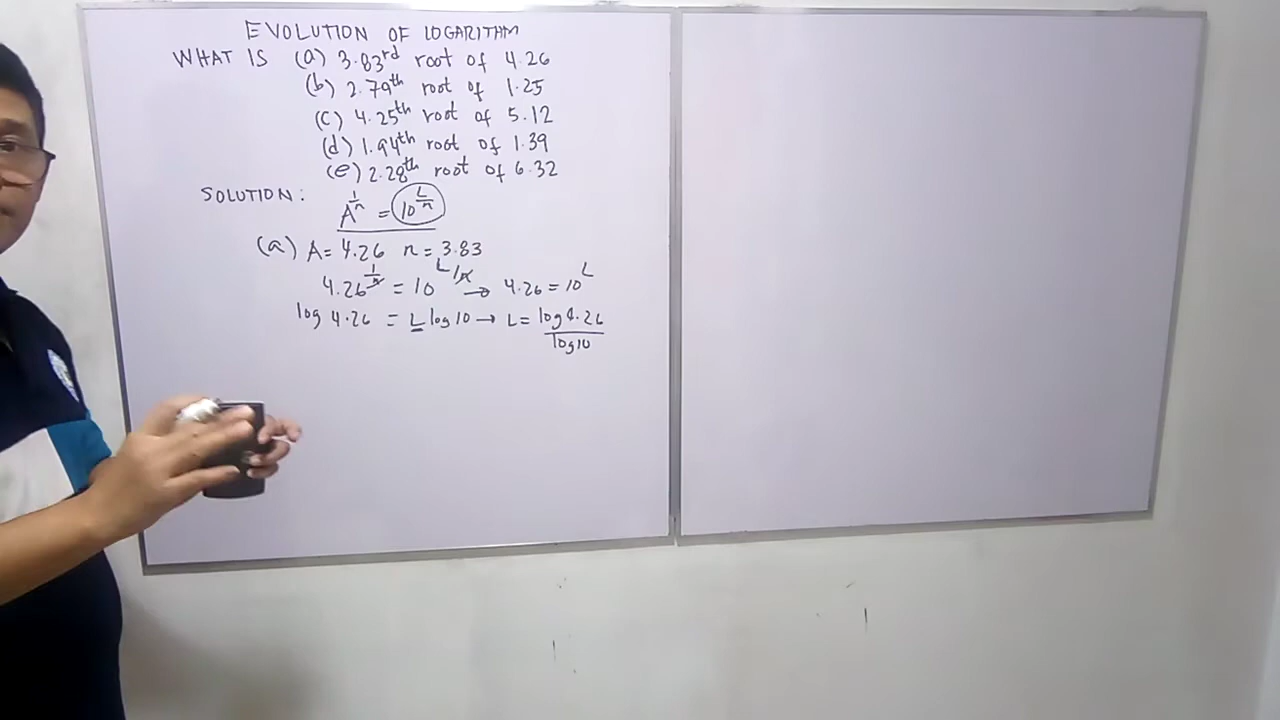 EVOLUTION OF LOGARITHM
WHAT IS (a) 3.83rd root of 4.26
(b) 2.79th root of 1.25
(c) 4.25th root of 5.12
(d) 1.94th root of 1.39
(e) 2.28th root of 6.32
SOLUTION: A^(1/n) = 10^(L/n)
(a) A = 4.26 n = 3.83
4.26^(1/n) = 10^(L/n) → 4.26 = 10^L
log 4.26 = L log 10 → L = log 4.26 / log 10